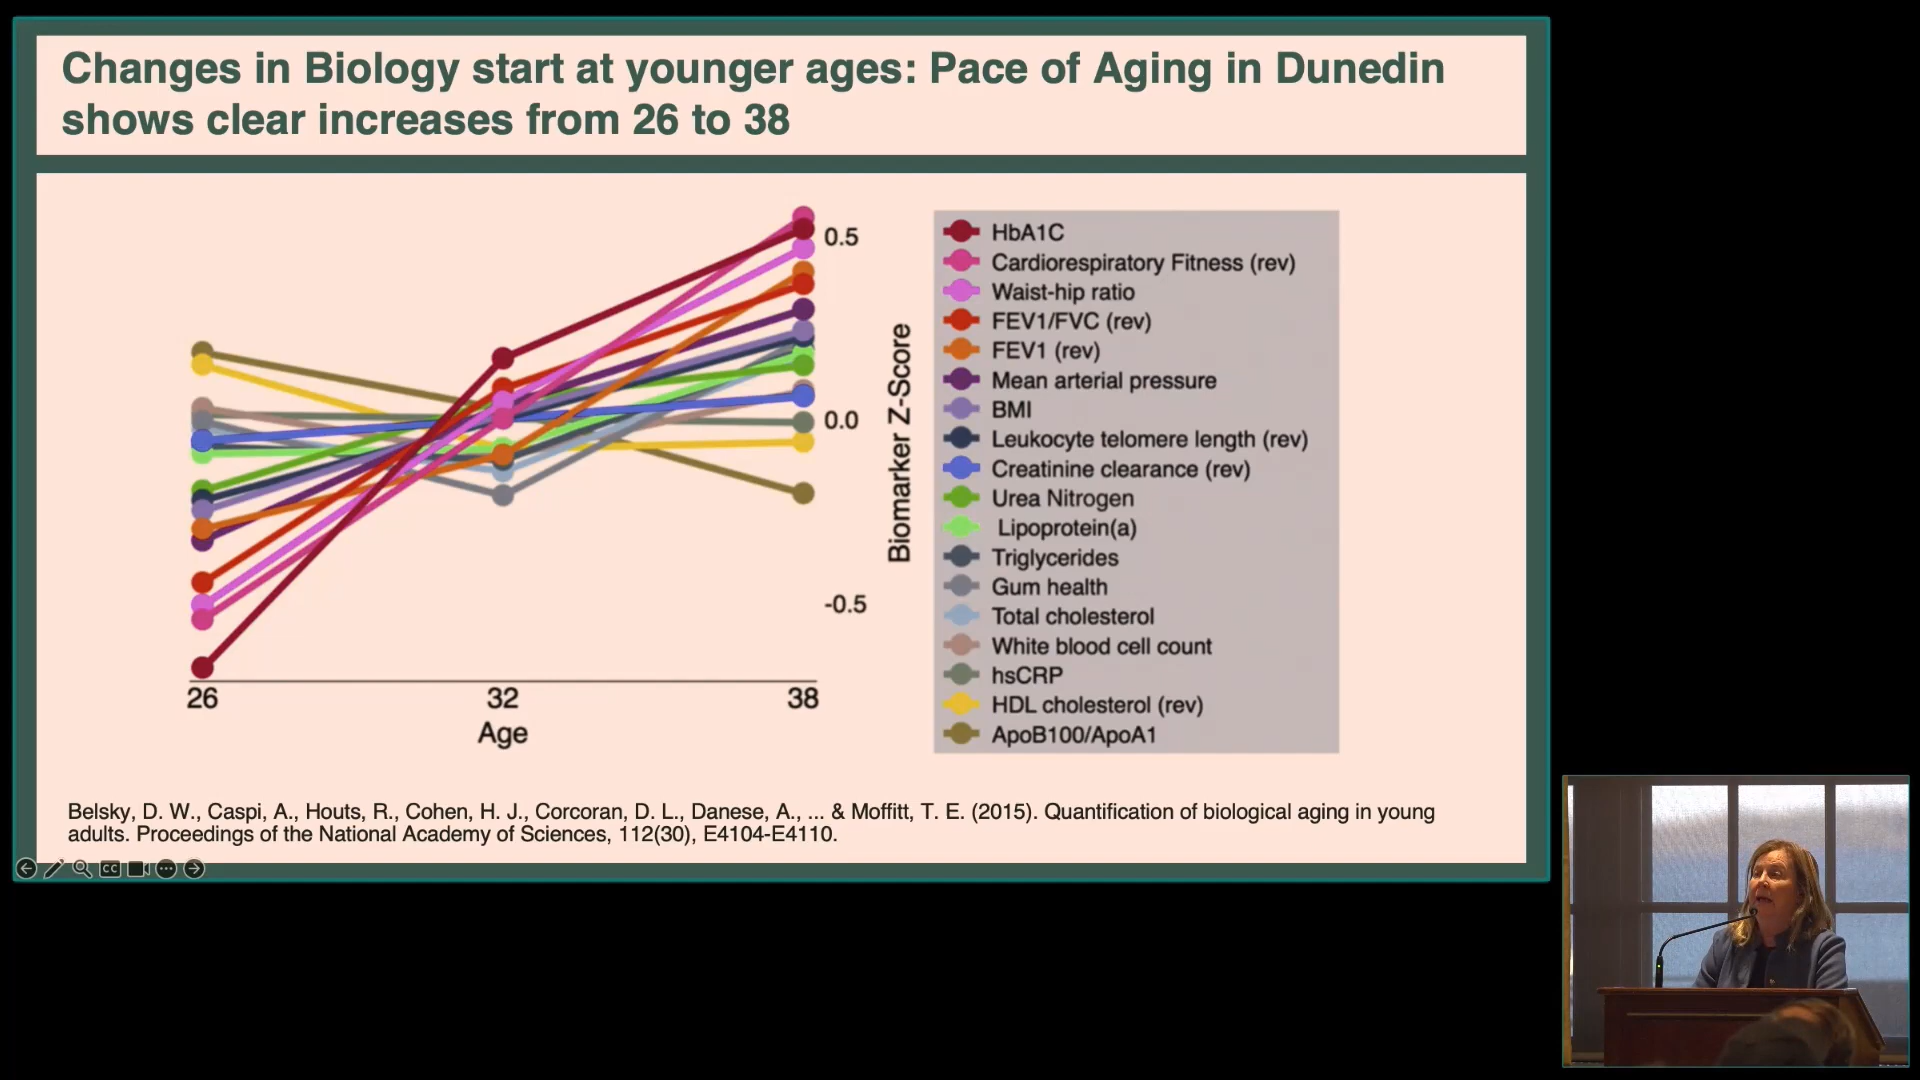 Changes in Biology start at younger ages: Pace of Aging in Dunedin
shows clear increases from 26 to 38
0.5
0.0
-0.5
Biomarker Z-Score
26
32
38
Age
HbA1C
Cardiorespiratory Fitness (rev)
Waist-hip ratio
FEV1/FVC (rev)
FEV1 (rev)
Mean arterial pressure
BMI
Leukocyte telomere length (rev)
Creatinine clearance (rev)
Urea Nitrogen
Lipoprotein(a)
Triglycerides
Gum health
Total cholesterol
White blood cell count
hsCRP
HDL cholesterol (rev)
ApoB100/ApoA1
Belsky, D. W., Caspi, A., Houts, R., Cohen, H. J., Corcoran, D. L., Danese, A., ... & Moffitt, T. E. (2015). Quantification of biological aging in young
adults. Proceedings of the National Academy of Sciences, 112(30), E4104-E4110.
CC